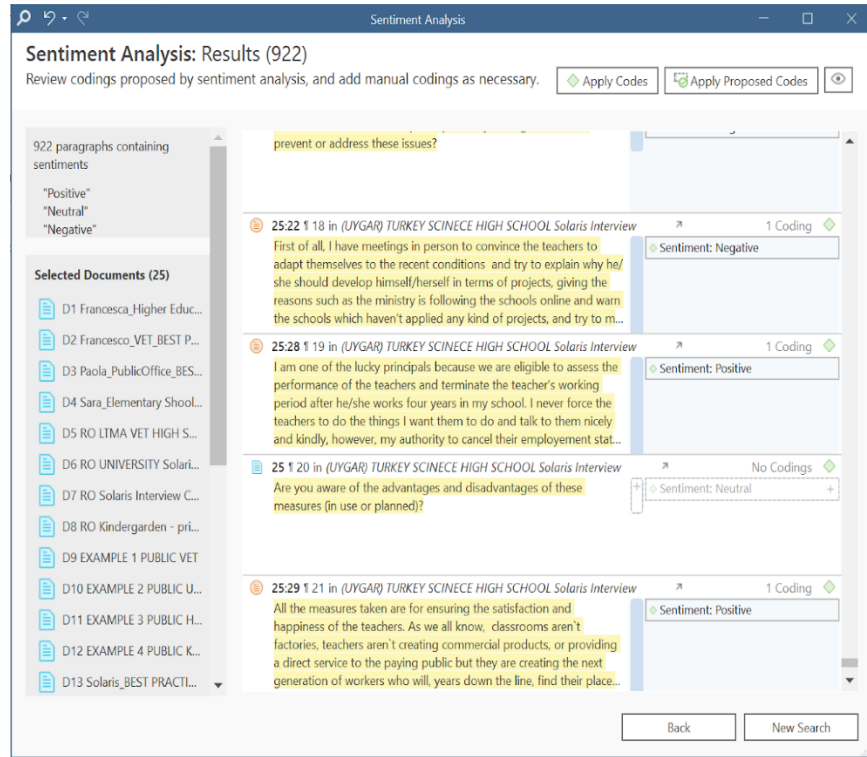 Sentiment Analysis
Sentiment Analysis: Results (922)
Review codings proposed by sentiment analysis, and add manual codings as necessary.
Apply Codes
Apply Proposed Codes
922 paragraphs containing
sentiments
"Positive"
"Neutral"
"Negative"
Selected Documents (25)
D1 Francesca_Higher Educ...
D2 Francesco_VET_BEST P...
D3 Paola_PublicOffice_BES...
D4 Sara_Elementary Shool...
D5 RO LTMA VET HIGH S...
D6 RO UNIVERSITY Solari...
D7 RO Solaris Interview C...
D8 RO Kindergarden - pri...
D9 EXAMPLE 1 PUBLIC VET
D10 EXAMPLE 2 PUBLIC U...
D11 EXAMPLE 3 PUBLIC H...
D12 EXAMPLE 4 PUBLIC K...
D13 Solaris_BEST PRACTI...
prevent or address these issues?
25:22 ¶ 18 in (UYGAR) TURKEY SCINECE HIGH SCHOOL Solaris Interview
1 Coding
First of all, I have meetings in person to convince the teachers to
adapt themselves to the recent conditions and try to explain why he/
she should develop himself/herself in terms of projects, giving the
reasons such as the ministry is following the schools online and warn
the schools which haven't applied any kind of projects, and try to m...
Sentiment: Negative
25:28 ¶ 19 in (UYGAR) TURKEY SCINECE HIGH SCHOOL Solaris Interview
1 Coding
I am one of the lucky principals because we are eligible to assess the
performance of the teachers and terminate the teacher's working
period after he/she works four years in my school. I never force the
teachers to do the things I want them to do and talk to them nicely
and kindly, however, my authority to cancel their employement stat...
Sentiment: Positive
25 ¶ 20 in (UYGAR) TURKEY SCINECE HIGH SCHOOL Solaris Interview
No Codings
Are you aware of the advantages and disadvantages of these
measures (in use or planned)?
Sentiment: Neutral
25:29 ¶ 21 in (UYGAR) TURKEY SCINECE HIGH SCHOOL Solaris Interview
1 Coding
All the measures taken are for ensuring the satisfaction and
happiness of the teachers. As we all know, classrooms aren`t
factories, teachers aren`t creating commercial products, or providing
a direct service to the paying public but they are creating the next
generation of workers who will, years down the line, find their place...
Sentiment: Positive
Back
New Search